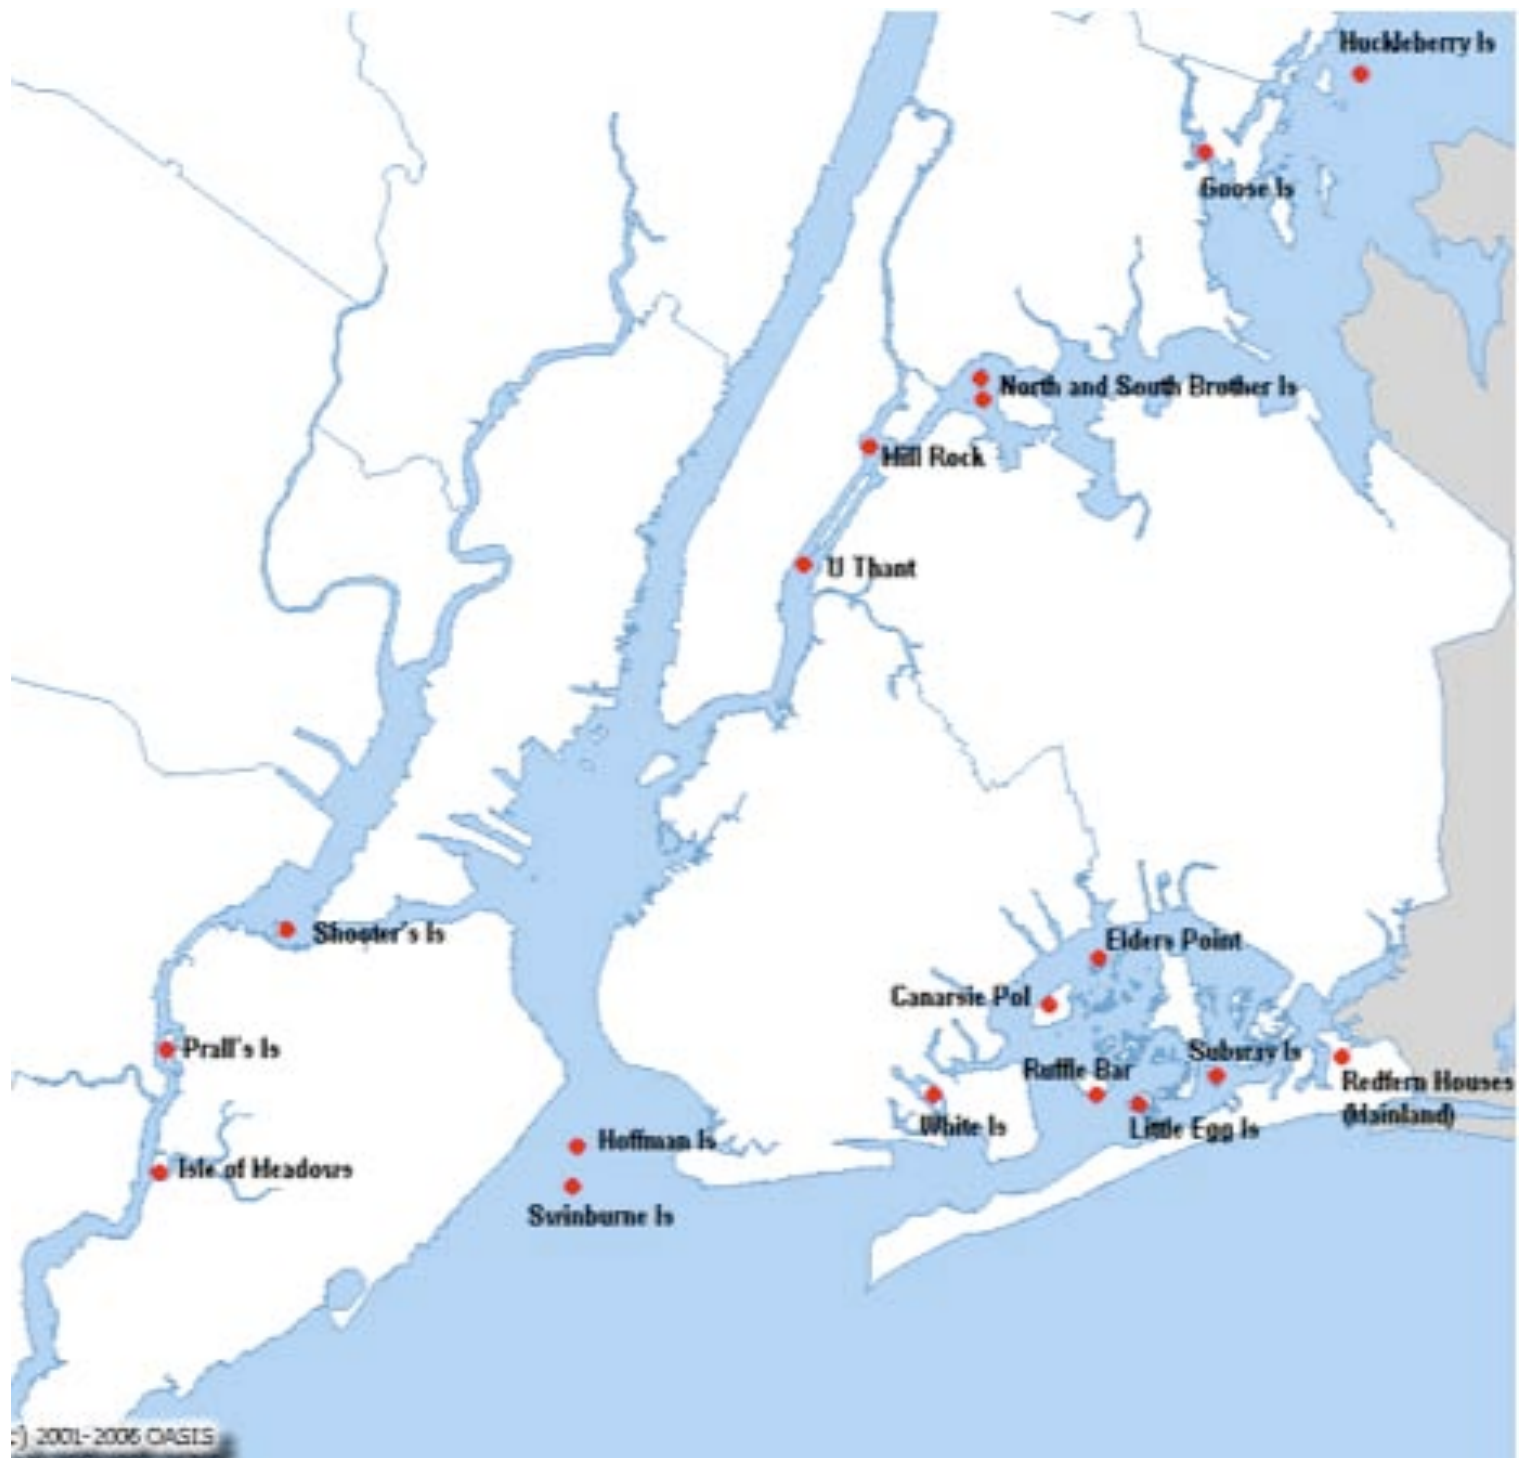 Huckleberry Is
Goose Is
North and South Brother Is
Mill Rock
U Thant
Shooter's Is
Elders Point
Canarsie Pol
Prall's Is
Subway Is
Ruffle Bar
Redfern Houses
(Mainland)
White Is
Little Egg Is
Hoffman Is
Isle of Meadows
Swinburne Is
c) 2001-2006 OASIS